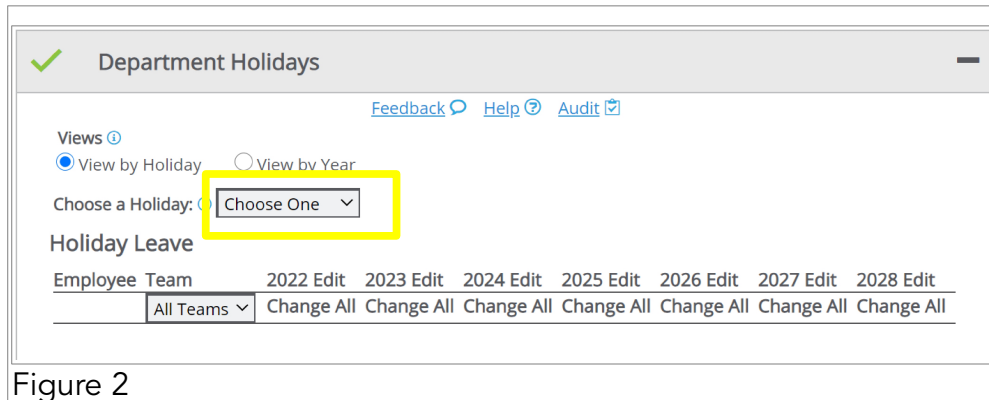 Department Holidays
Feedback Help Audit
Views
View by Holiday View by Year
Choose a Holiday: Choose One
Holiday Leave
Employee Team 2022 Edit 2023 Edit 2024 Edit 2025 Edit 2026 Edit 2027 Edit 2028 Edit
All Teams Change All Change All Change All Change All Change All Change All Change All
Figure 2